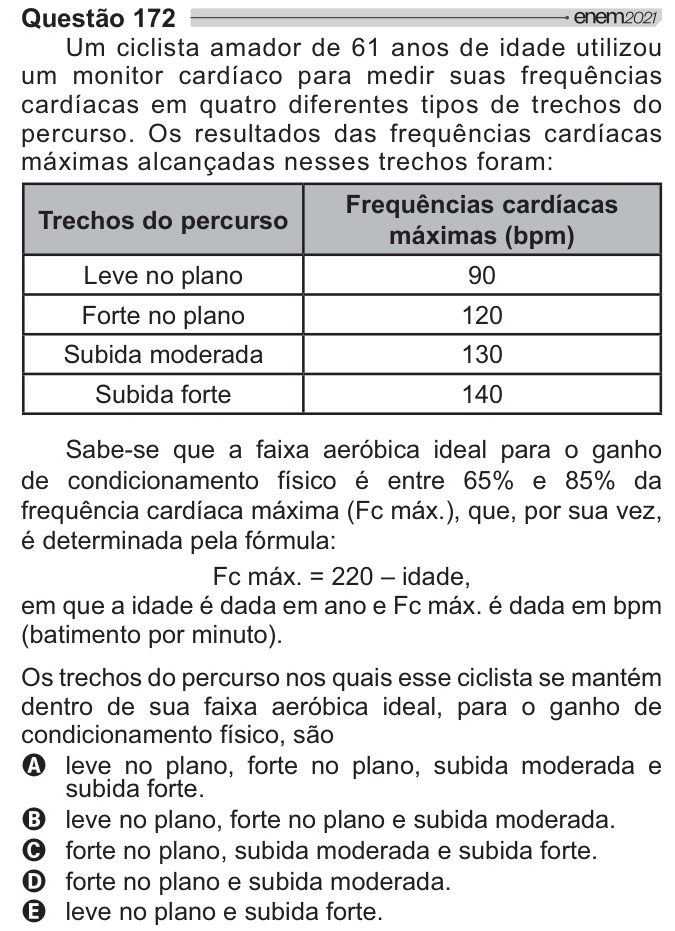 Questão 172
enem2021
Um ciclista amador de 61 anos de idade utilizou
um monitor cardíaco para medir suas frequências
cardíacas em quatro diferentes tipos de trechos do
percurso. Os resultados das frequências cardíacas
máximas alcançadas nesses trechos foram:
Trechos do percurso
Frequências cardíacas
máximas (bpm)
Leve no plano 90
Forte no plano 120
Subida moderada 130
Subida forte 140
Sabe-se que a faixa aeróbica ideal para o ganho
de condicionamento físico é entre 65% e 85% da
frequência cardíaca máxima (Fc máx.), que, por sua vez,
é determinada pela fórmula:
Fc máx. = 220 – idade,
em que a idade é dada em ano e Fc máx. é dada em bpm
(batimento por minuto).
Os trechos do percurso nos quais esse ciclista se mantém
dentro de sua faixa aeróbica ideal, para o ganho de
condicionamento físico, são
A leve no plano, forte no plano, subida moderada e
subida forte.
B leve no plano, forte no plano e subida moderada.
C forte no plano, subida moderada e subida forte.
D forte no plano e subida moderada.
E leve no plano e subida forte.